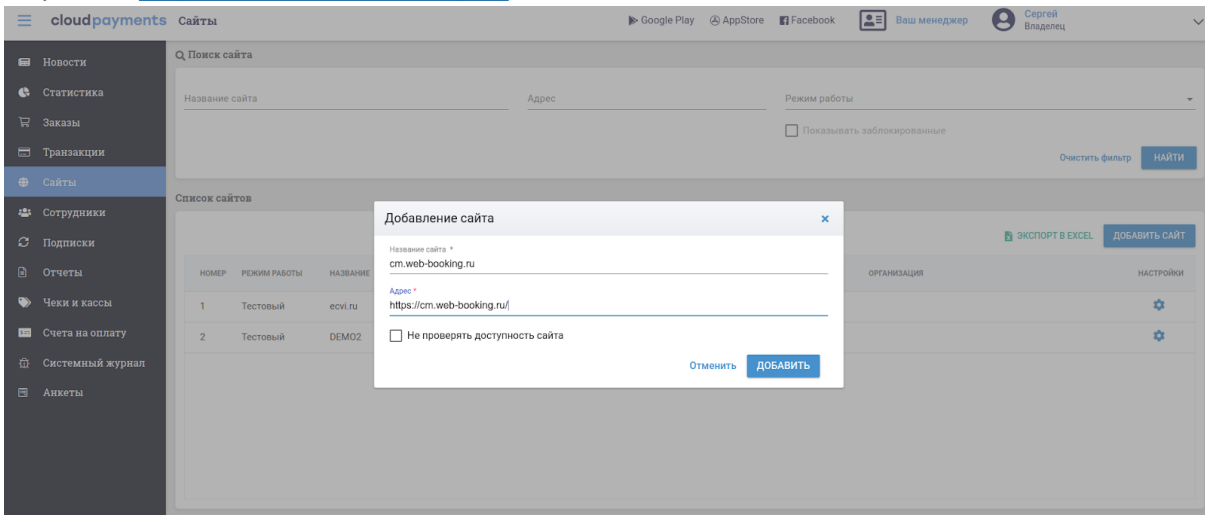 cloudpayments Сайты Google Play AppStore Facebook Ваш менеджер Сергей
Владелец
Новости
Статистика
Заказы
Транзакции
Сайты
Сотрудники
Подписки
Отчеты
Чеки и кассы
Счета на оплату
Системный журнал
Анкеты
Поиск сайта
Название сайта Адрес Режим работы
Показывать заблокированные
Очистить фильтр НАЙТИ
Список сайтов
ЭКСПОРТ В EXCEL ДОБАВИТЬ САЙТ
НОМЕР РЕЖИМ РАБОТЫ НАЗВАНИЕ ОРГАНИЗАЦИЯ НАСТРОЙКИ
1 Тестовый ecvi.ru
2 Тестовый DEMO2
Добавление сайта ×
Название сайта *
cm.web-booking.ru
Адрес *
https://cm.web-booking.ru/
Не проверять доступность сайта
Отменить ДОБАВИТЬ